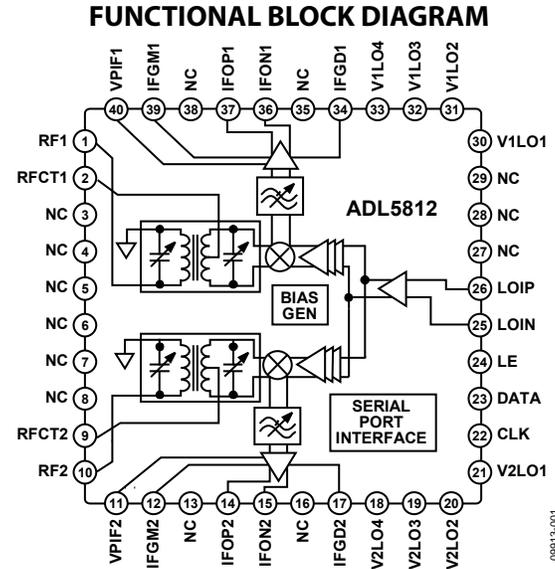 FUNCTIONAL BLOCK DIAGRAM
VPIF1
IFGM1
NC
IFOP1
IFON1
NC
IFGD1
V1LO4
V1LO3
V1LO2
40
39
38
37
36
35
34
33
32
31
RF1
1
RFCT1
2
NC
3
NC
4
NC
5
NC
6
NC
7
NC
8
RFCT2
9
RF2
10
ADL5812
BIAS
GEN
SERIAL
PORT
INTERFACE
30
V1LO1
29
NC
28
NC
27
NC
26
LOIP
25
LOIN
24
LE
23
DATA
22
CLK
21
V2LO1
11
12
13
14
15
16
17
18
19
20
VPIF2
IFGM2
NC
IFOP2
IFON2
NC
IFGD2
V2LO4
V2LO3
V2LO2
09913-001